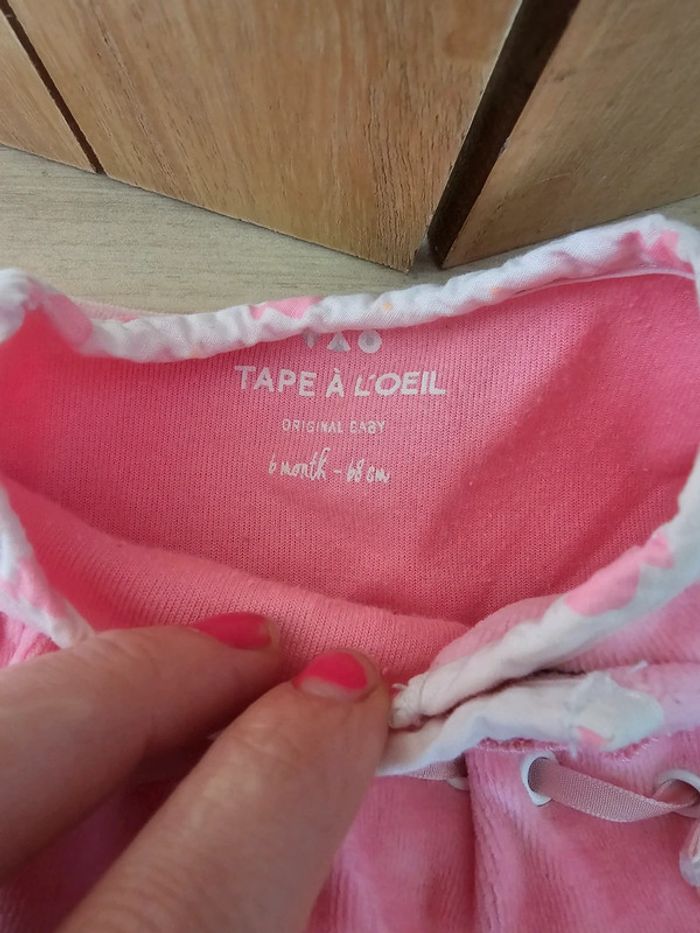 TAPE À L'OEIL
ORIGINAL BABY
6 month - 68 cm